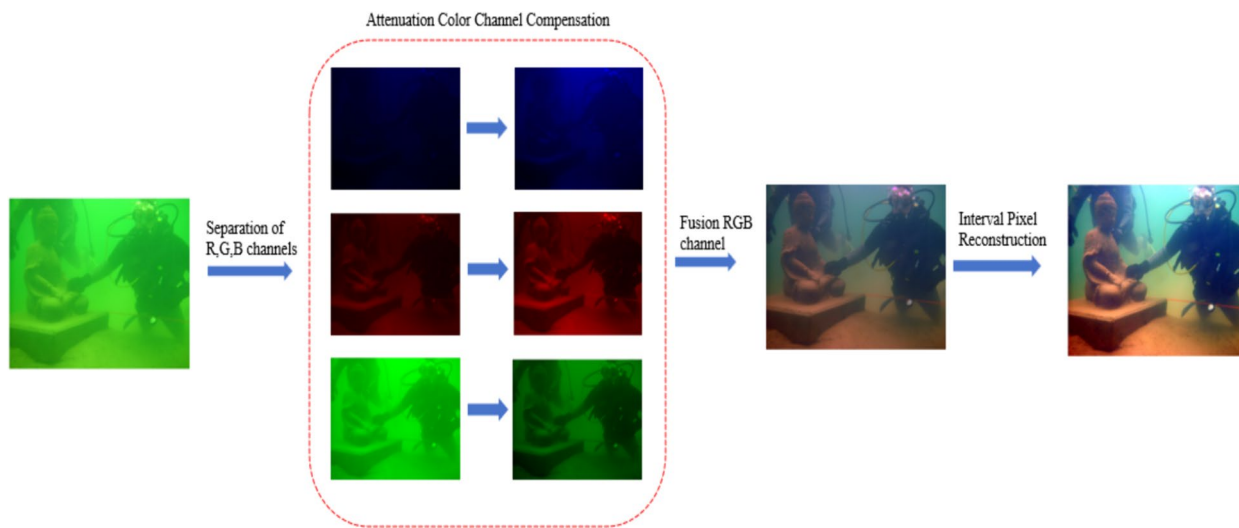 Attenuation Color Channel Compensation
Separation of
R,G,B channels
Fusion RGB
channel
Interval Pixel
Reconstruction